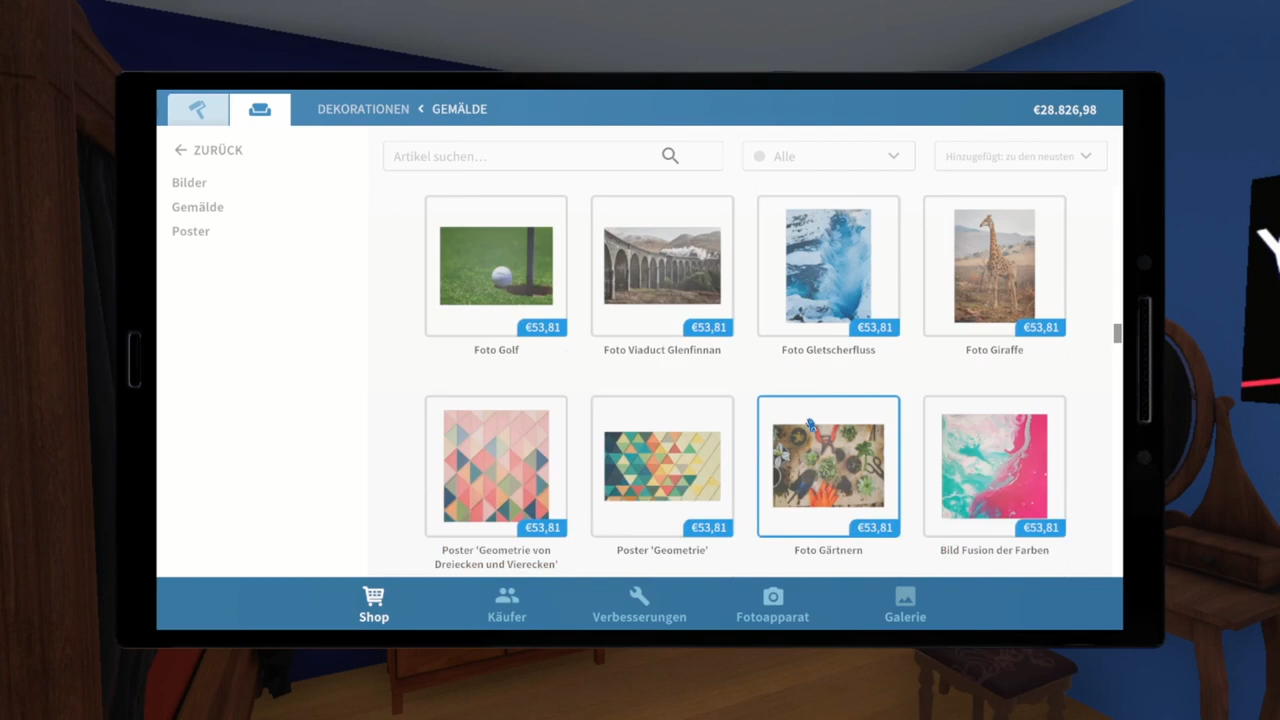 DEKORATIONEN
GEMÄLDE
€28.826,98
ZURÜCK
Bilder
Gemälde
Poster
Artikel suchen...
Alle
Hinzugefügt: zu den neusten
€53,81
€53,81
€53,81
€53,81
Foto Golf
Foto Viaduct Glenfinnan
Foto Gletscherfluss
Foto Giraffe
€53,81
€53,81
€53,81
€53,81
Poster 'Geometrie von
Dreiecken und Vierecken'
Poster 'Geometrie'
Foto Gärtnern
Bild Fusion der Farben
Shop
Käufer
Verbesserungen
Fotoapparat
Galerie